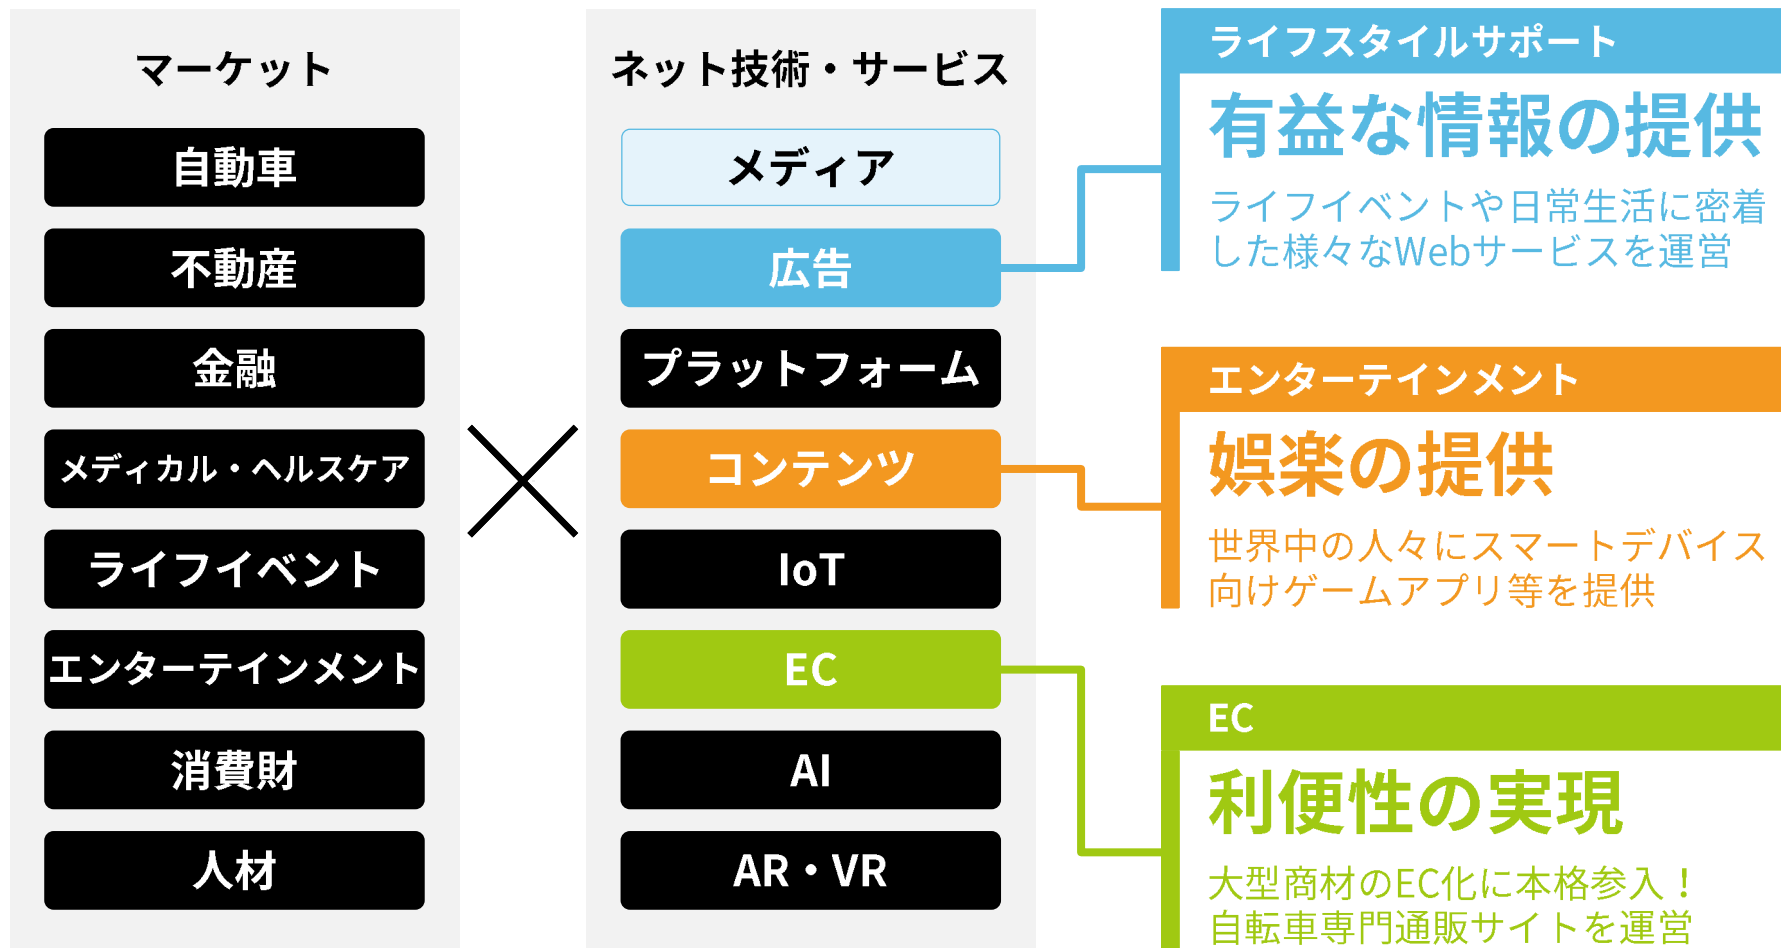 マーケット
自動車
不動産
金融
メディカル・ヘルスケア
ライフイベント
エンターテインメント
消費財
人材
ネット技術・サービス
メディア
広告
プラットフォーム
コンテンツ
IoT
EC
AI
AR・VR
ライフスタイルサポート
有益な情報の提供
ライフイベントや日常生活に密着
した様々なWebサービスを運営
エンターテインメント
娯楽の提供
世界中の人々にスマートデバイス
向けゲームアプリ等を提供
EC
利便性の実現
大型商材のEC化に本格参入！
自転車専門通販サイトを運営